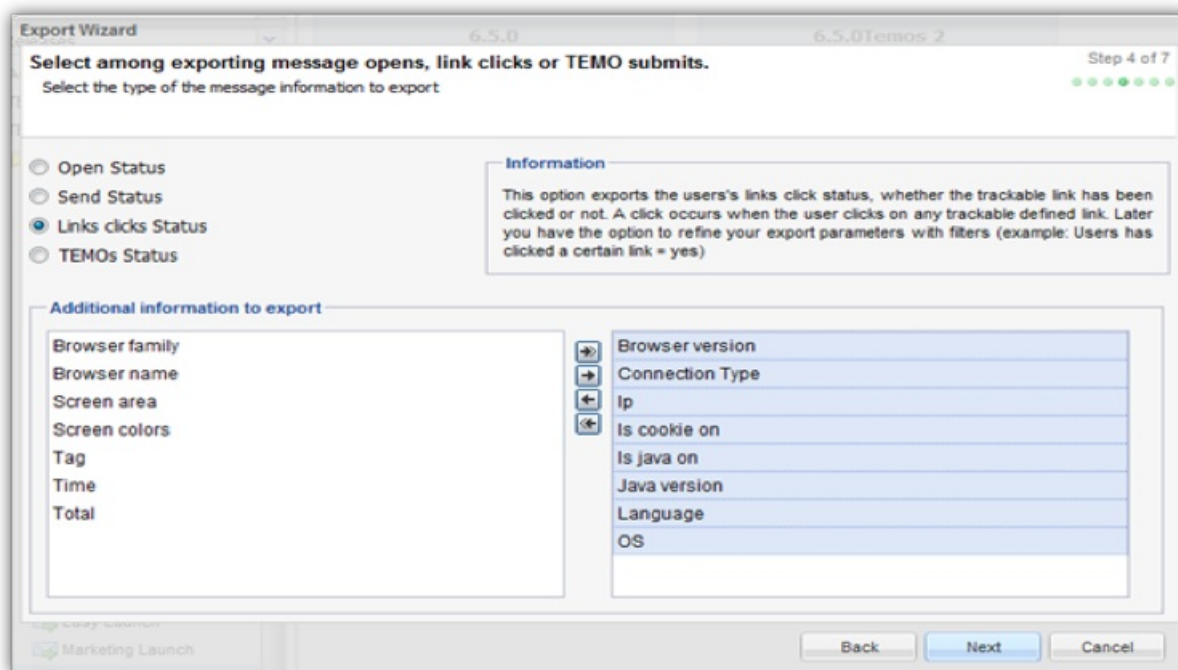 Export Wizard
6.5.0
6.5.0Temos 2
Select among exporting message opens, link clicks or TEMO submits.
Step 4 of 7
Select the type of the message information to export
Open Status
Send Status
Links clicks Status
TEMOs Status
Information
This option exports the users's links click status, whether the trackable link has been
clicked or not. A click occurs when the user clicks on any trackable defined link. Later
you have the option to refine your export parameters with filters (example: Users has
clicked a certain link = yes)
Additional information to export
Browser family
Browser name
Screen area
Screen colors
Tag
Time
Total
Browser version
Connection Type
Ip
Is cookie on
Is java on
Java version
Language
OS
Marketing Launch
Back
Next
Cancel